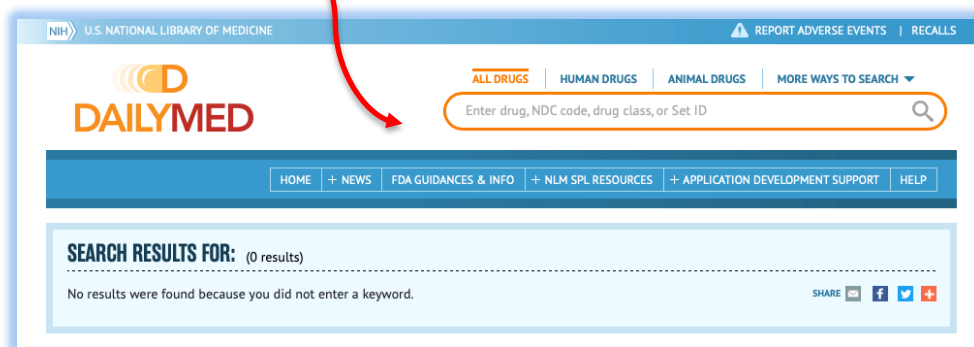 NIH U.S. NATIONAL LIBRARY OF MEDICINE
REPORT ADVERSE EVENTS | RECALLS
DAILYMED
ALL DRUGS | HUMAN DRUGS | ANIMAL DRUGS | MORE WAYS TO SEARCH
Enter drug, NDC code, drug class, or Set ID
HOME + NEWS FDA GUIDANCES & INFO + NLM SPL RESOURCES + APPLICATION DEVELOPMENT SUPPORT HELP
SEARCH RESULTS FOR: (0 results)
No results were found because you did not enter a keyword.
SHARE